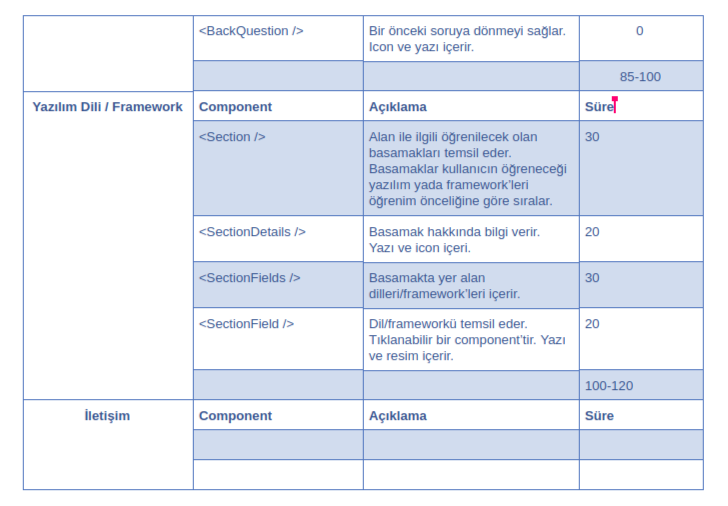 <BackQuestion />
Bir önceki soruya dönmeyi sağlar.
Icon ve yazı içerir.
0
85-100
Yazılım Dili / Framework
Component
Açıklama
Süre
<Section />
Alan ile ilgili öğrenilecek olan
basamakları temsil eder.
Basamaklar kullanıcın öğreneceği
yazılım yada framework’leri
öğrenim önceliğine göre sıralar.
30
<SectionDetails />
Basamak hakkında bilgi verir.
Yazı ve icon içeri.
20
<SectionFields />
Basamakta yer alan
dilleri/framework’leri içerir.
30
<SectionField />
Dil/frameworkü temsil eder.
Tıklanabilir bir component’tir. Yazı
ve resim içerir.
20
100-120
İletişim
Component
Açıklama
Süre